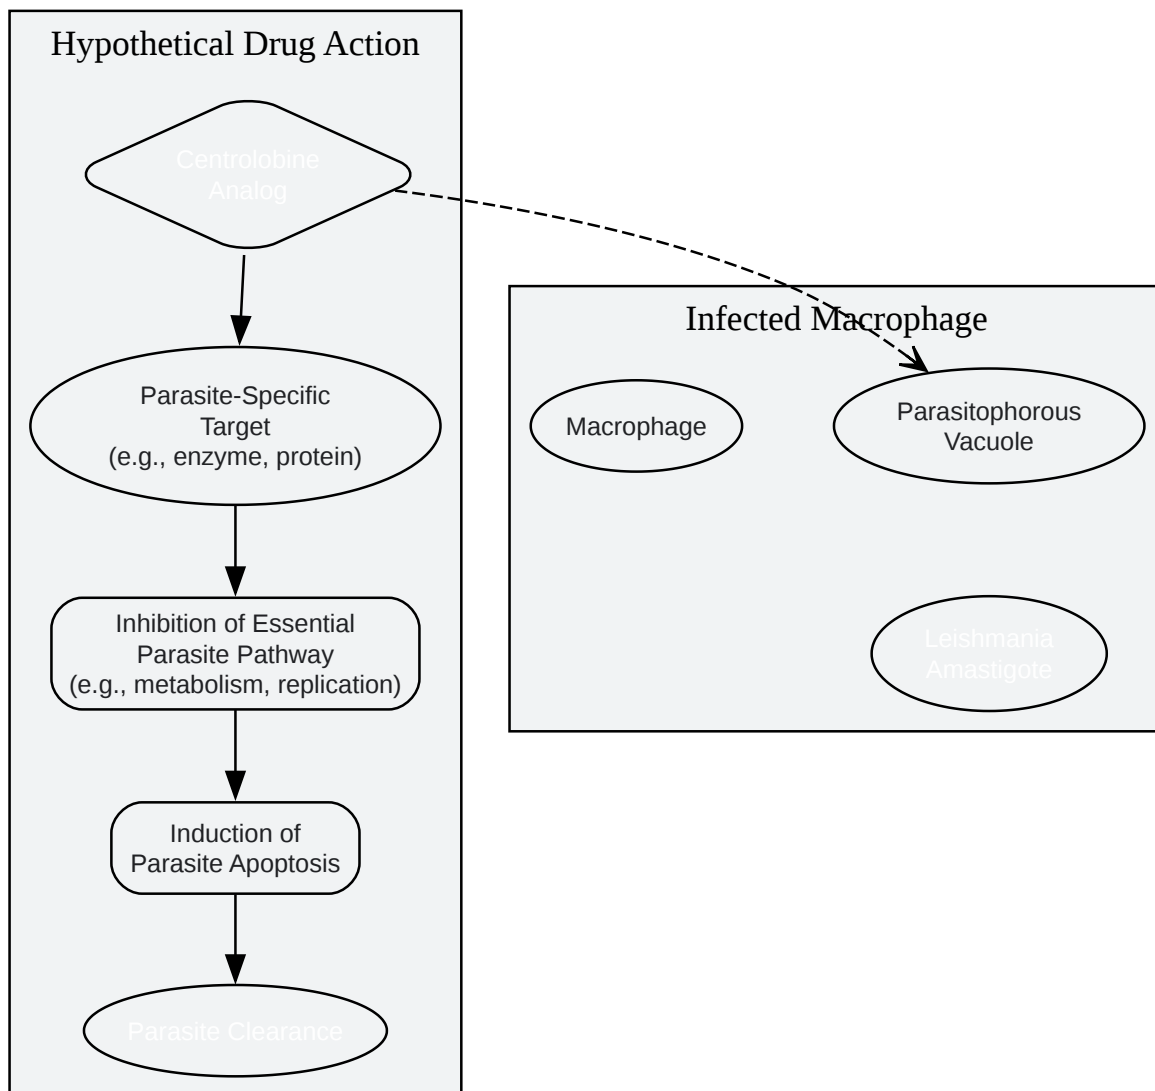 Hypothetical Drug Action
Centrolobine
Analog
Parasite-Specific
Target
(e.g., enzyme, protein)
Inhibition of Essential
Parasite Pathway
(e.g., metabolism, replication)
Induction of
Parasite Apoptosis
Parasite Clearance
Infected Macrophage
Macrophage
Parasitophorous
Vacuole
Leishmania
Amastigote